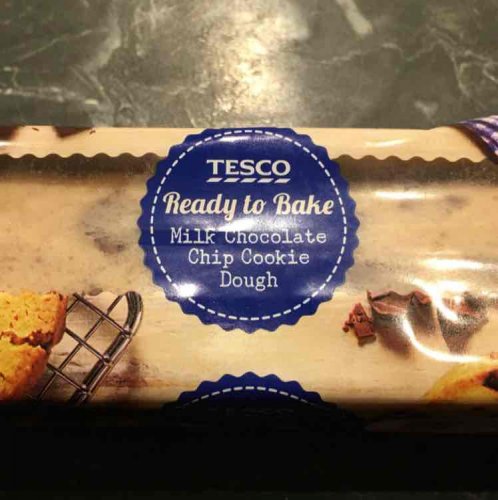 TESCO
Ready to Bake
Milk Chocolate
Chip Cookie
Dough